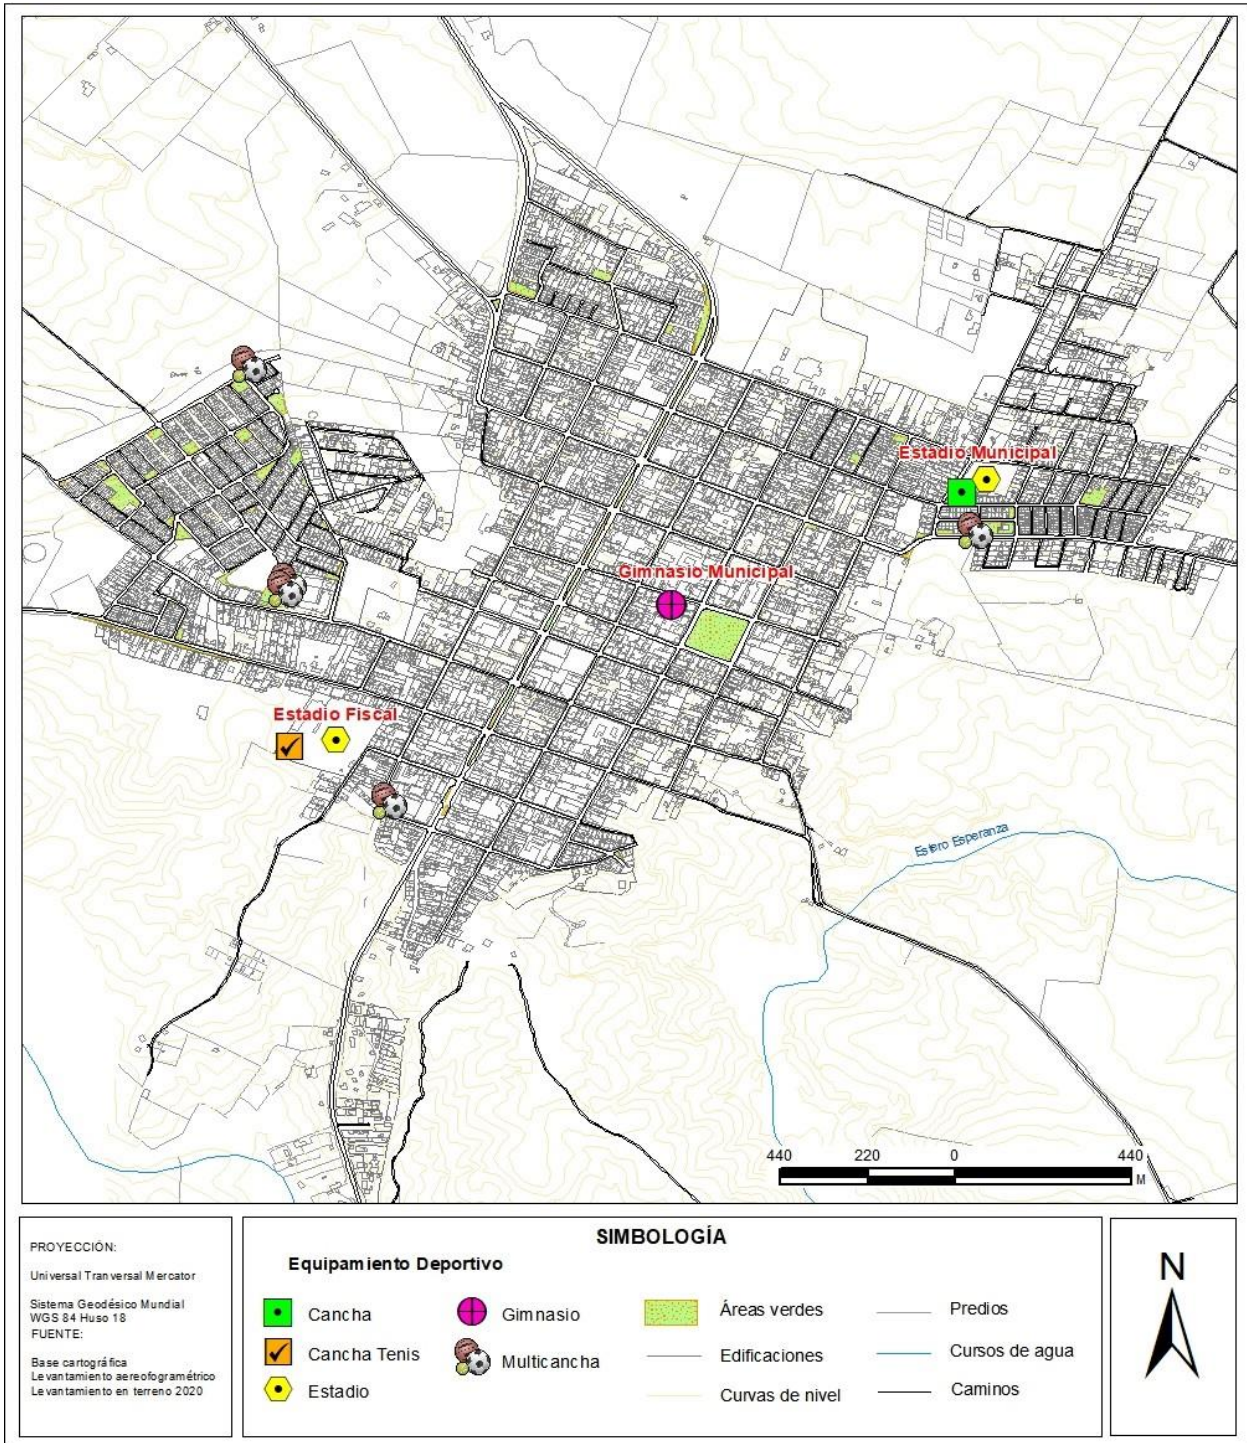 Estadio Municipal
Gimnasio Municipal
Estadio Fiscal
Estero Esperanza
440 220 0 440
M
PROYECCIÓN:
Universal Tranversal Mercator
Sistema Geodésico Mundial
WGS 84 Huso 18
FUENTE:
Base cartográfica
Levantamiento aereofogramétrico
Levantamiento en terreno 2020
SIMBOLOGÍA
Equipamiento Deportivo
Cancha
Cancha Tenis
Estadio
Gimnasio
Multicancha
Áreas verdes
Edificaciones
Curvas de nivel
Predios
Cursos de agua
Caminos
N